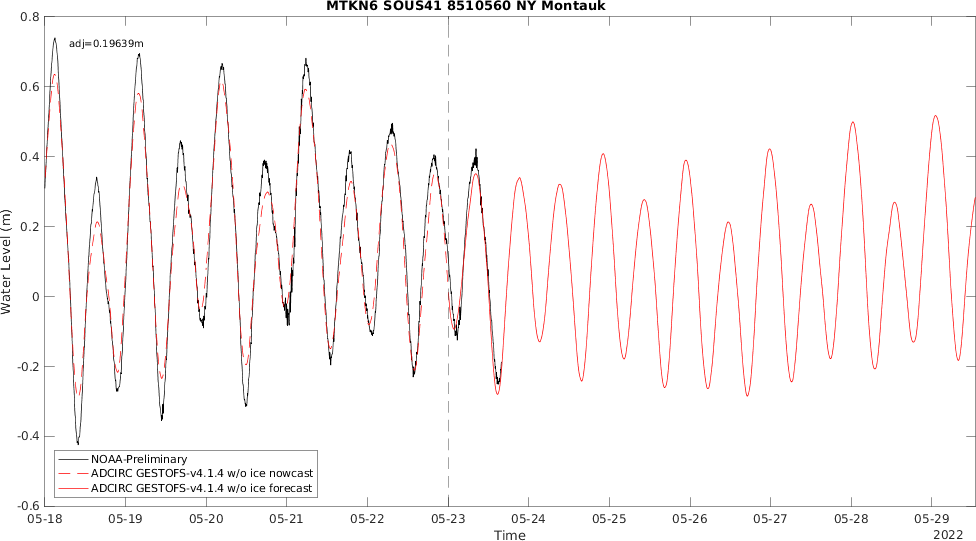 MTKN6 SOUS41 8510560 NY Montauk
adj=0.19639m
0.8
0.6
0.4
0.2
0
-0.2
-0.4
-0.6
Water Level (m)
NOAA-Preliminary
ADCIRC GESTOFS-v4.1.4 w/o ice nowcast
ADCIRC GESTOFS-v4.1.4 w/o ice forecast
05-18 05-19 05-20 05-21 05-22 05-23 05-24 05-25 05-26 05-27 05-28 05-29
Time
2022